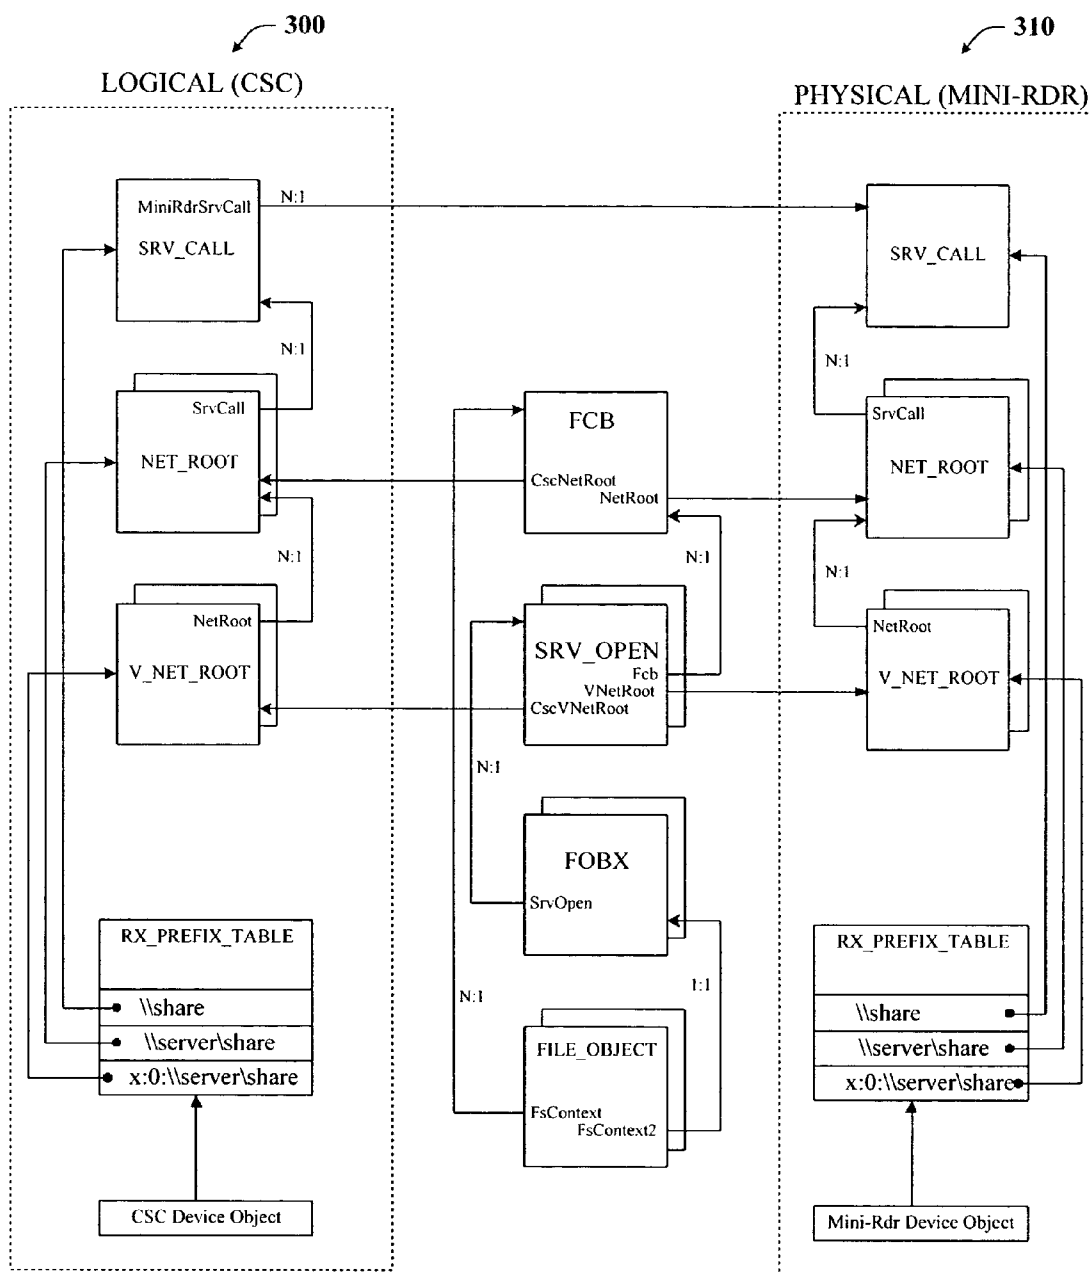 300
310
LOGICAL (CSC)
PHYSICAL (MINI-RDR)
MiniRdrSrvCall
SRV_CALL
N:1
SRV_CALL
N:1
N:1
SrvCall
NET_ROOT
FCB
CscNetRoot
NetRoot
SrvCall
NET_ROOT
N:1
N:1
N:1
NetRoot
V_NET_ROOT
SRV_OPEN
Fcb
VNetRoot
CscVNetRoot
NetRoot
V_NET_ROOT
N:1
FOBX
SrvOpen
RX_PREFIX_TABLE
\\share
\\server\share
x:0:\\server\share
N:1
1:1
FILE_OBJECT
FsContext
FsContext2
RX_PREFIX_TABLE
\\share
\\server\share
x:0:\\server\share
CSC Device Object
Mini-Rdr Device Object